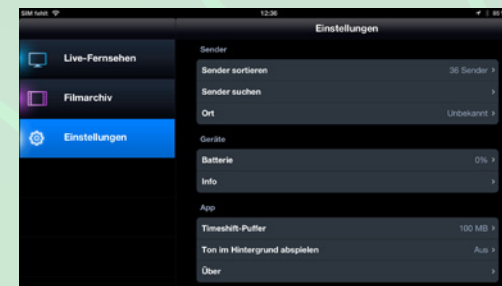 SIM fehlt
12:36
Einstellungen
Live-Fernsehen
Filmarchiv
Einstellungen
Sender
Sender sortieren 36 Sender
Sender suchen
Ort Unbekannt
Geräte
Batterie 0%
Info
App
Timeshift-Puffer 100 MB
Ton im Hintergrund abspielen Aus
Über